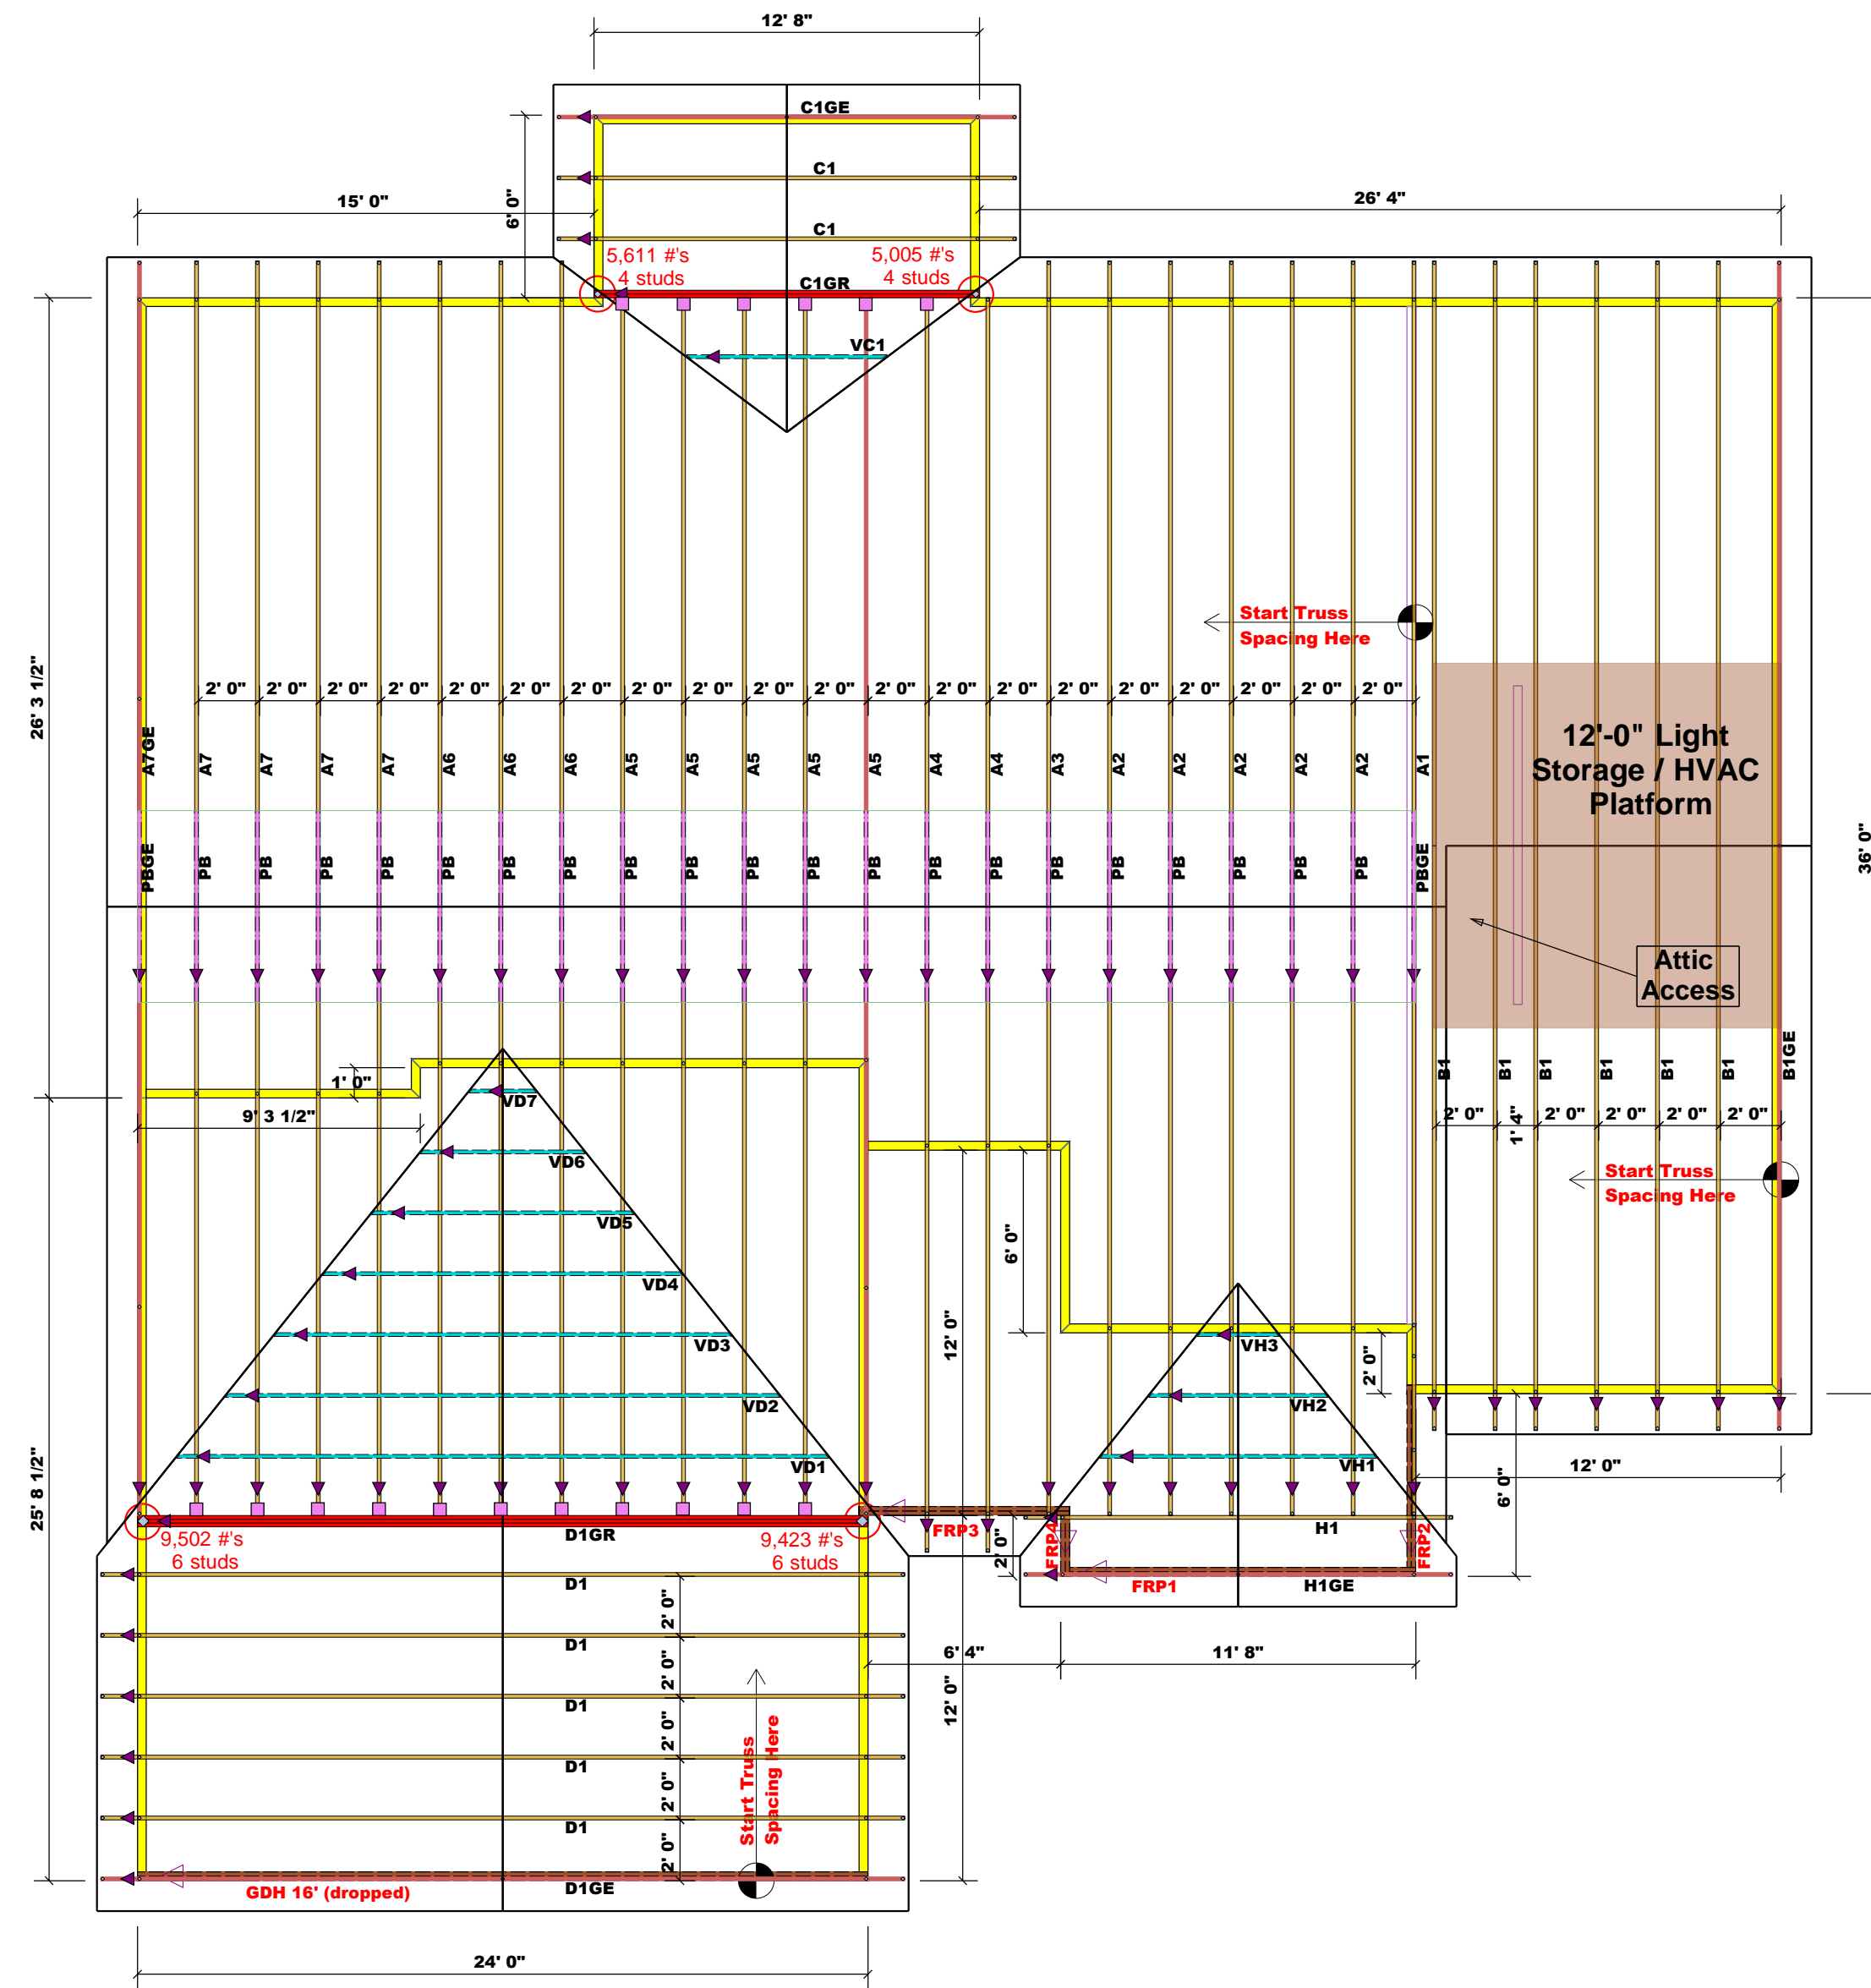 12' 8"
C1GE
C1
C1
6' 0"
15' 0"
26' 4"
5,611 #'s
4 studs
5,005 #'s
4 studs
C1GR
VC1
Start Truss
Spacing Here
26' 3 1/2"
2' 0" 2' 0" 2' 0" 2' 0" 2' 0" 2' 0" 2' 0" 2' 0" 2' 0" 2' 0" 2' 0" 2' 0" 2' 0" 2' 0" 2' 0" 2' 0" 2' 0" 2' 0" 2' 0" 2' 0"
A7GE A7 A7 A7 A7 A6 A6 A6 A5 A5 A5 A5 A5 A4 A4 A3 A2 A2 A2 A2 A2 A1
12'-0" Light
Storage / HVAC
Platform
36' 0"
PBGE PB PB PB PB PB PB PB PB PB PB PB PB PB PB PB PB PB PB PB PB PBGE
Attic
Access
B1 B1 B1 B1 B1 B1 B1GE
2' 0" 1' 4" 2' 0" 2' 0" 2' 0" 2' 0"
1' 0"
9' 3 1/2"
VD7
VD6
VD5
VD4
VD3
VD2
VD1
Start Truss
Spacing Here
6' 0"
12' 0"
2' 0"
VH3
VH2
VH1
12' 0"
6' 0"
25' 8 1/2"
9,502 #'s
6 studs
D1GR
9,423 #'s
6 studs
FRP3
2' 0"
FRP4
H1
FRP2
FRP1
H1GE
D1
D1
D1
D1
D1
2' 0"
2' 0"
2' 0"
2' 0"
2' 0"
Start Truss
Spacing Here
6' 4"
11' 8"
12' 0"
GDH 16' (dropped)
D1GE
24' 0"